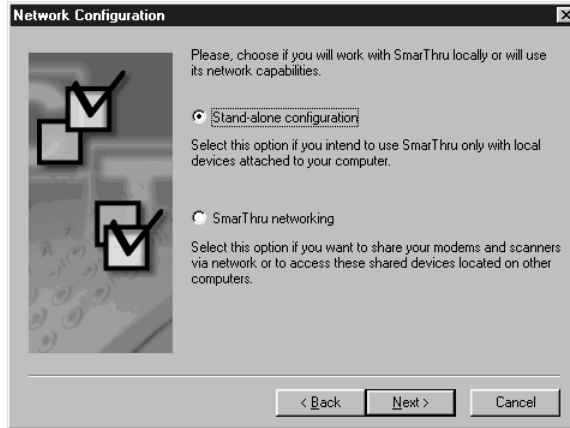 Network Configuration
Please, choose if you will work with SmarThru locally or will use
its network capabilities.
Stand-alone configuration
Select this option if you intend to use SmarThru only with local
devices attached to your computer.
SmarThru networking
Select this option if you want to share your modems and scanners
via network or to access these shared devices located on other
computers.
< Back
Next >
Cancel